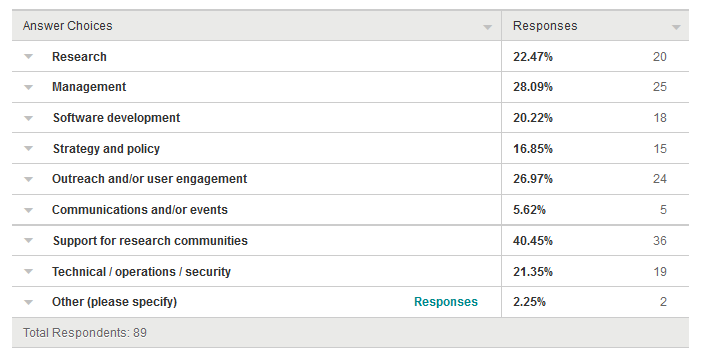 Answer Choices Responses
Research 22.47% 20
Management 28.09% 25
Software development 20.22% 18
Strategy and policy 16.85% 15
Outreach and/or user engagement 26.97% 24
Communications and/or events 5.62% 5
Support for research communities 40.45% 36
Technical / operations / security 21.35% 19
Other (please specify) Responses 2.25% 2
Total Respondents: 89